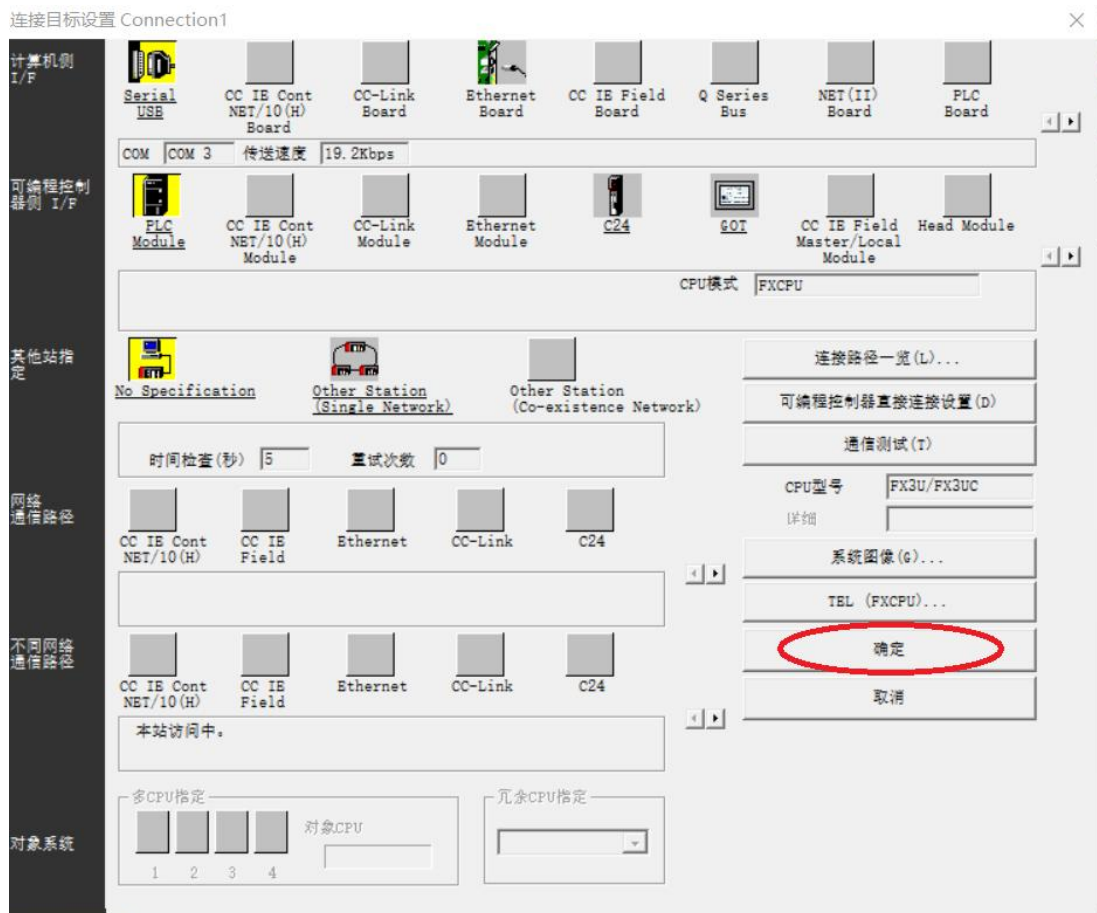 连接目标设置 Connection1
计算机侧
I/F
Serial
USB
CC IE Cont
NET/10(H)
Board
CC-Link
Board
Ethernet
Board
CC IE Field
Board
Q Series
Bus
NET(II)
Board
PLC
Board
COM COM 3 传送速度 19.2Kbps
可编程控制
器侧 I/F
PLC
Module
CC IE Cont
NET/10(H)
Module
CC-Link
Module
Ethernet
Module
C24
GOT
CC IE Field
Master/Local
Module
Head Module
CPU模式 FXCPU
其他站指
定
No Specification
Other Station
(Single Network)
Other Station
(Co-existence Network)
连接路径一览(L)...
可编程控制器直接连接设置(D)
时间检查(秒) 5 重试次数 0
通信测试(T)
CPU型号 FX3U/FX3UC
详细
网络
通信路径
CC IE Cont
NET/10(H)
CC IE
Field
Ethernet
CC-Link
C24
系统图像(G)...
TEL (FXCPU)...
不同网络
通信路径
CC IE Cont
NET/10(H)
CC IE
Field
Ethernet
CC-Link
C24
确定
取消
本站访问中。
对象系统
多CPU指定
1 2 3 4
对象CPU
冗余CPU指定